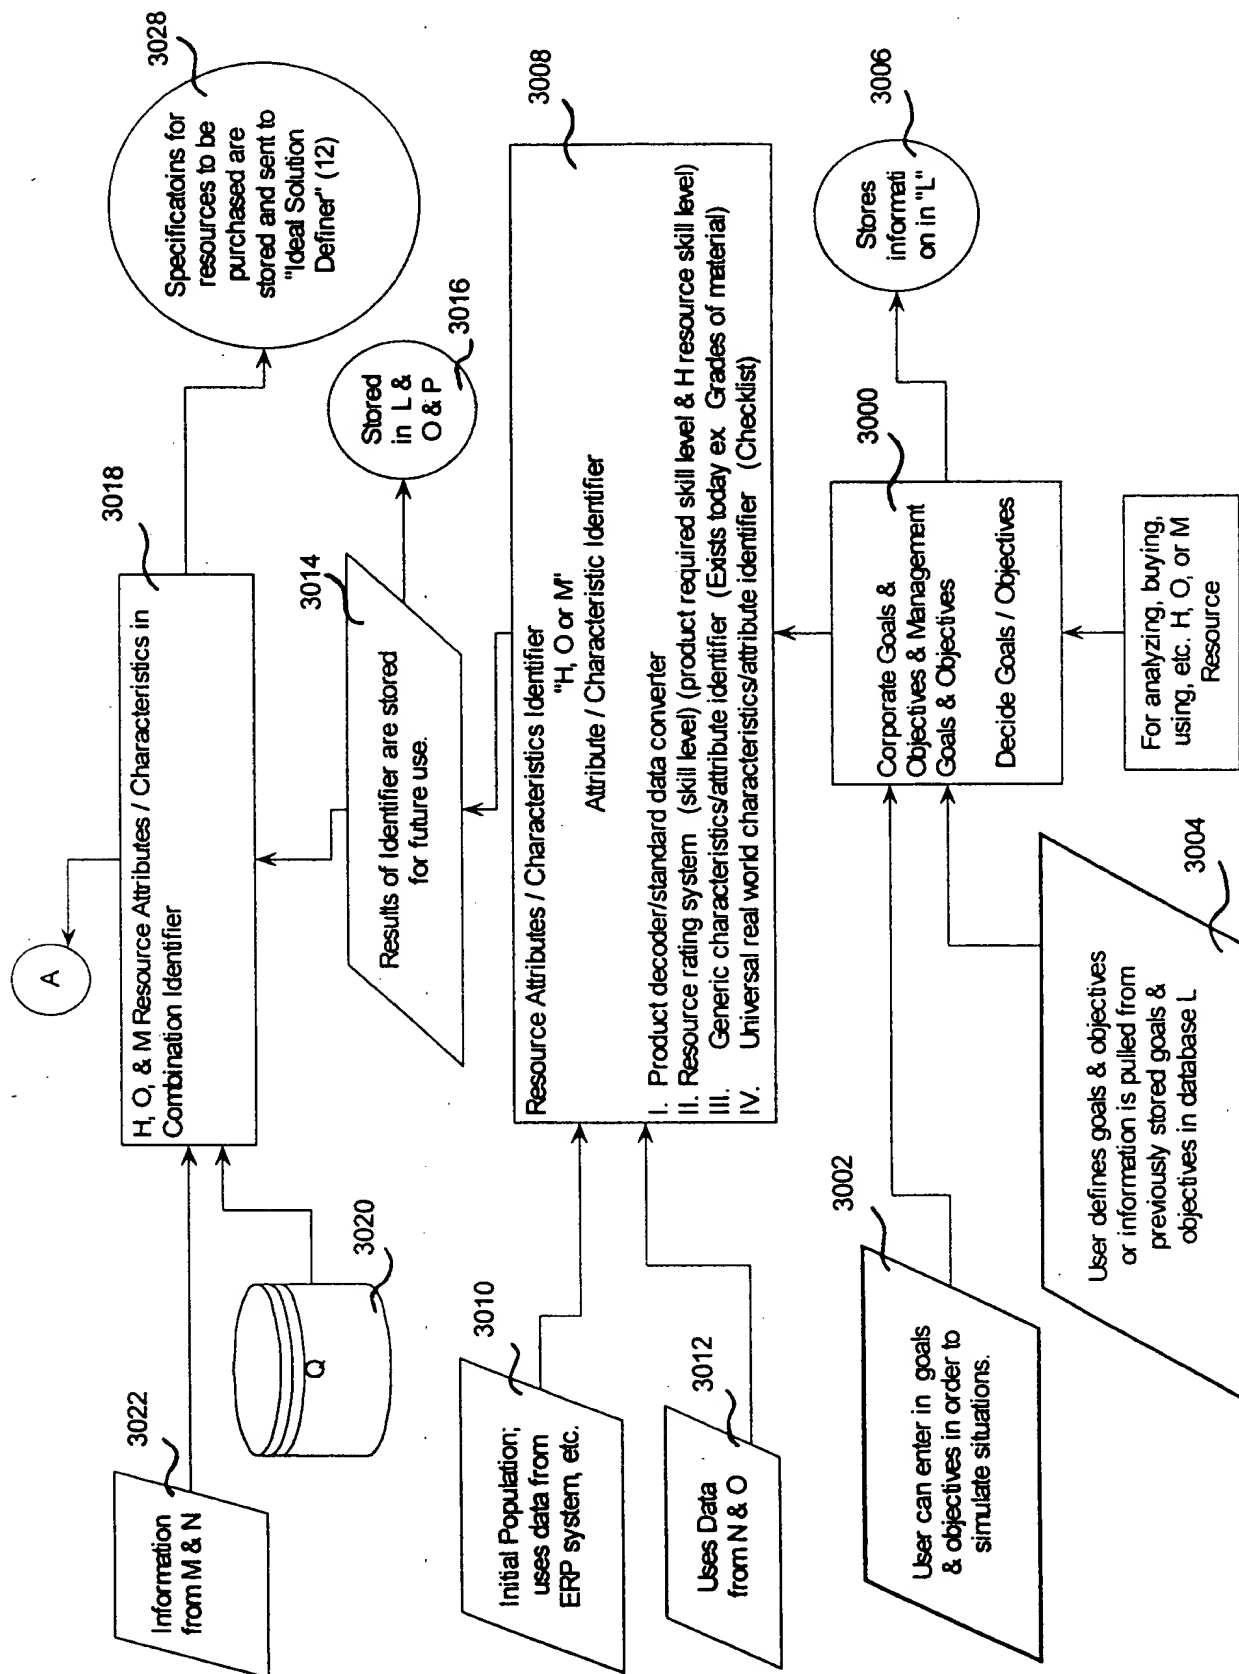 A
H, O, & M Resource Attributes / Characteristics in
Combination Identifier
3018
Specificatoins for
resources to be
purchased are
stored and sent to
"Ideal Solution
Definer" (12)
3028
Information
from M & N
3022
Q
3020
Results of Identifier are stored
for future use.
3014
Stored
in L &
O & P
3016
Resource Attributes / Characteristics Identifier
"H, O or M"
Attribute / Characteristic Identifier
I. Product decoder/standard data converter
II. Resource rating system (skill level) (product required skill level & H resource skill level)
III. Generic characteristics/attribute identifier (Exists today ex. Grades of material)
IV. Universal real world characteristics/attribute identifier (Checklist)
3008
Initial Population;
uses data from
ERP system, etc.
3010
Uses Data
from N & O
3012
Corporate Goals &
Objectives & Management
Goals & Objectives
Decide Goals / Objectives
3000
Stores
informati
on in "L"
3006
User can enter in goals
& objectives in order to
simulate situations.
3002
User defines goals & objectives
or information is pulled from
previously stored goals &
objectives in database L
3004
For analyzing, buying,
using, etc. H, O, or M
Resource